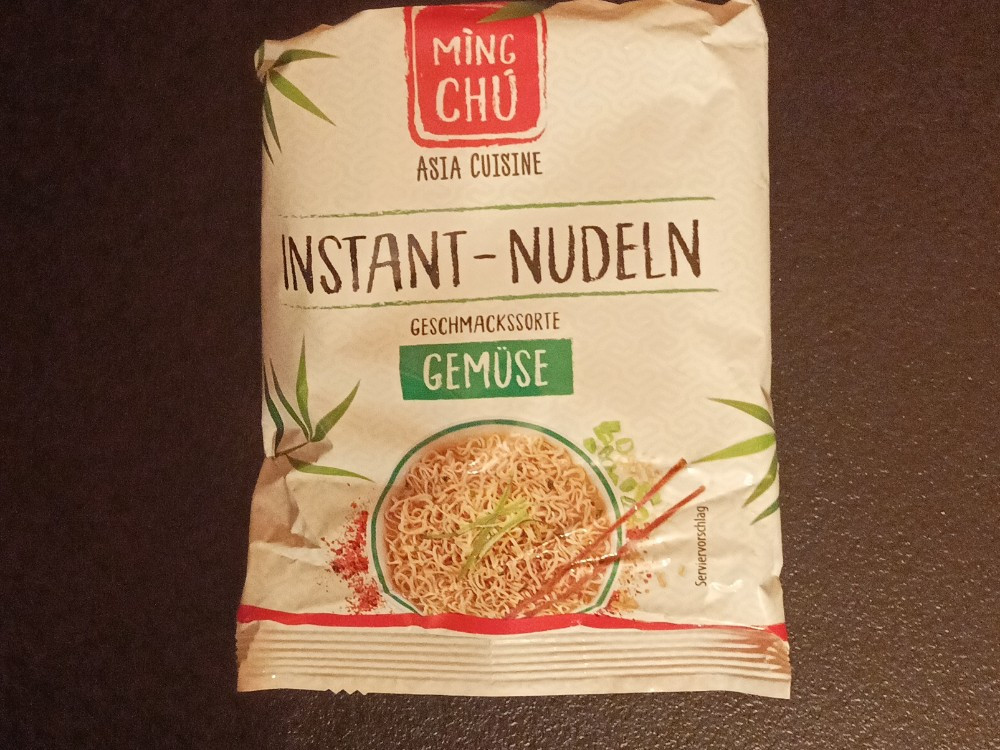 MÌNG
CHÚ
ASIA CUISINE
INSTANT-NUDELN
GESCHMACKSSORTE
GEMÜSE
Serviervorschlag